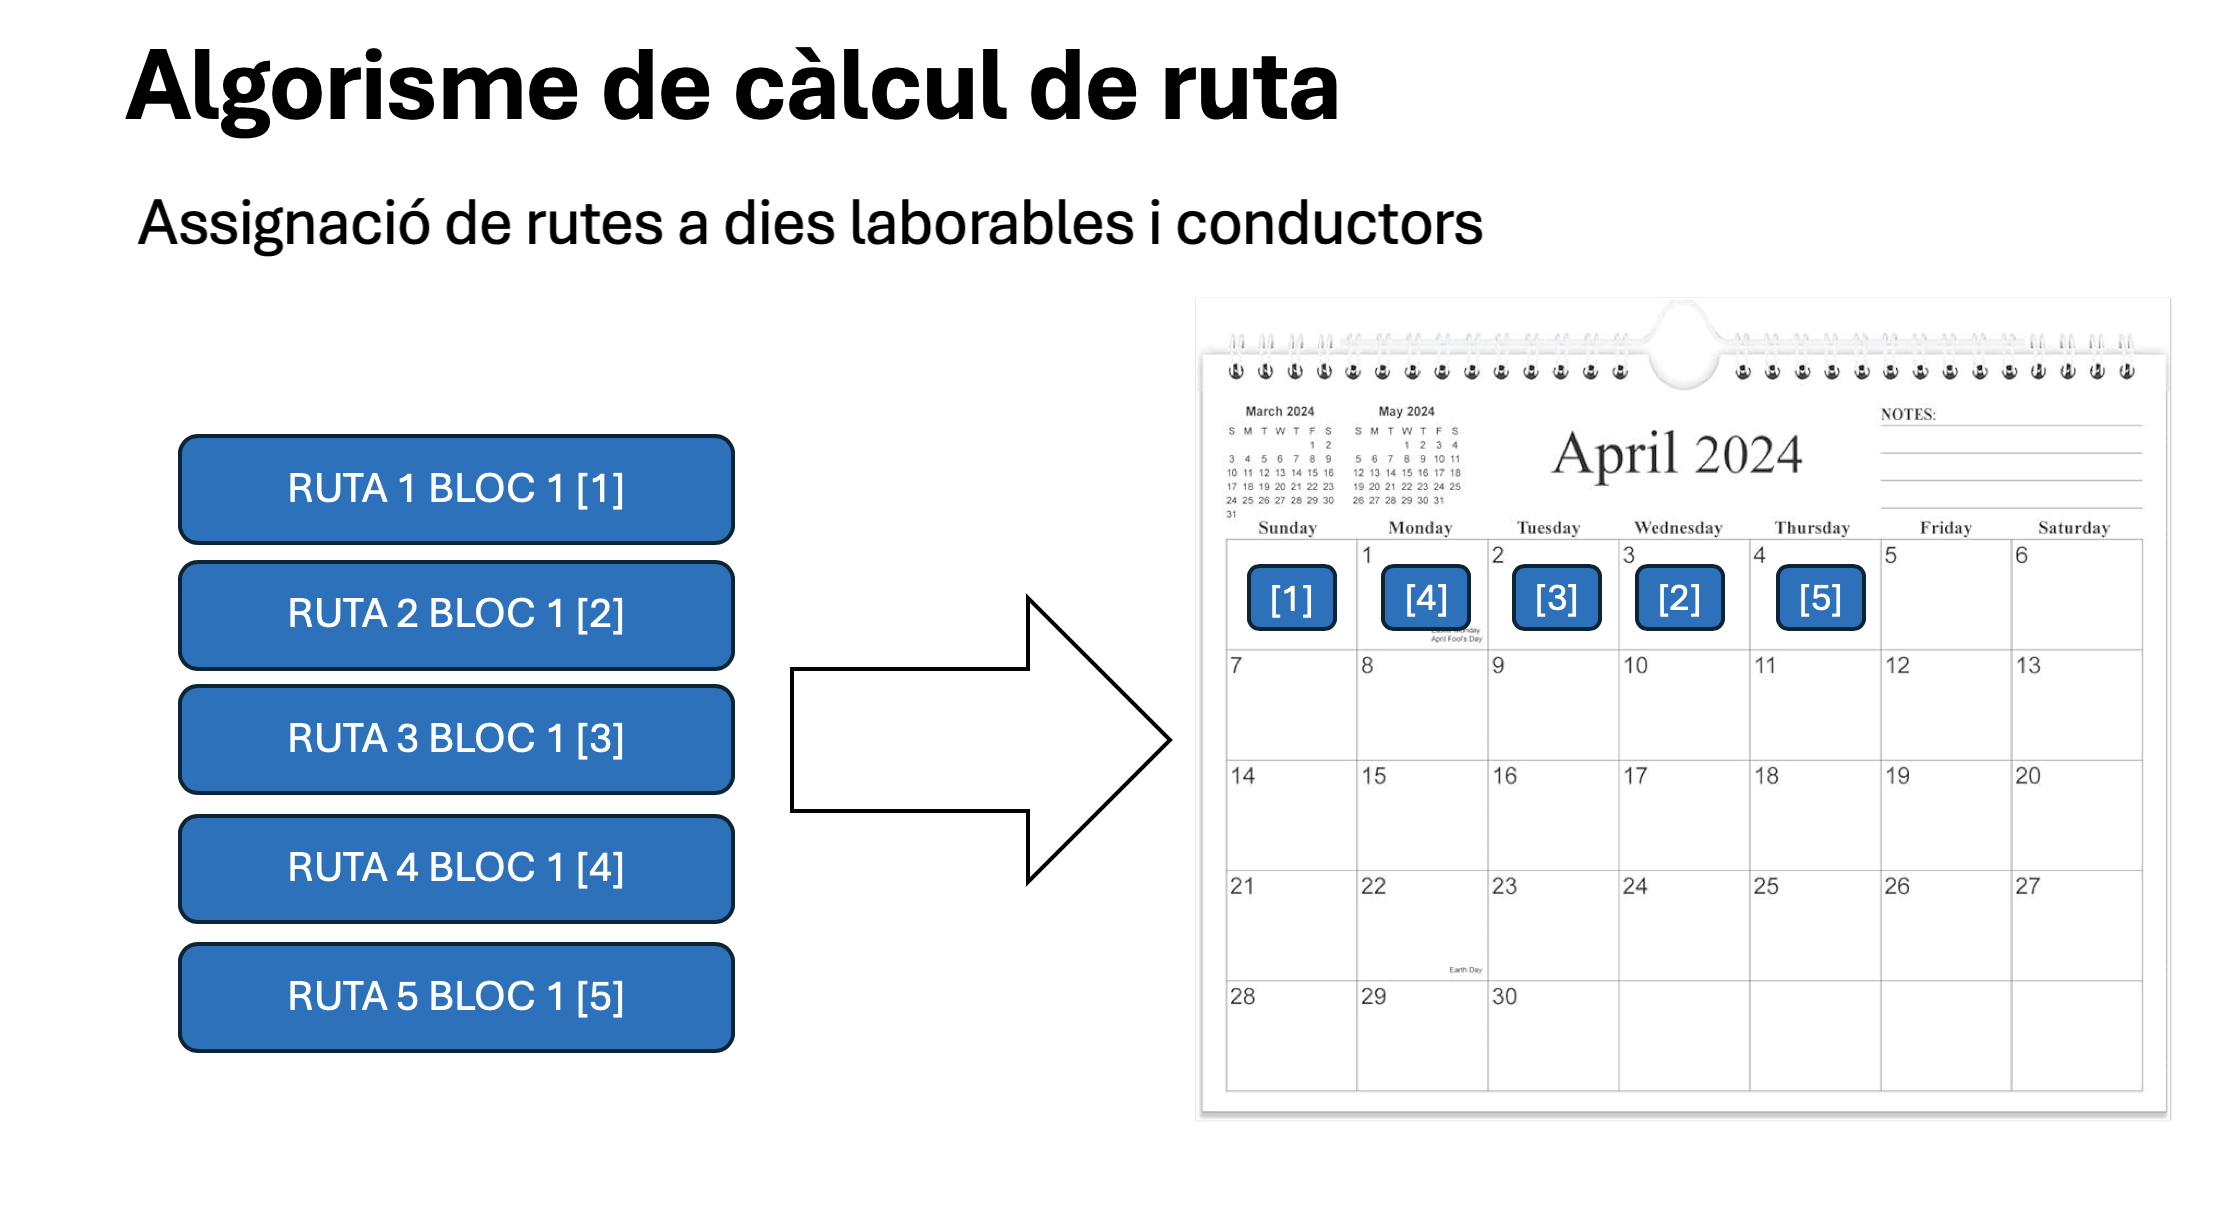 Algorisme de càlcul de ruta
Assignació de rutes a dies laborables i conductors
RUTA 1 BLOC 1 [1]
RUTA 2 BLOC 1 [2]
RUTA 3 BLOC 1 [3]
RUTA 4 BLOC 1 [4]
RUTA 5 BLOC 1 [5]
March 2024
S M T W T F S
1 2
3 4 5 6 7 8 9
10 11 12 13 14 15 16
17 18 19 20 21 22 23
24 25 26 27 28 29 30
31
May 2024
S M T W T F S
1 2 3 4
5 6 7 8 9 10 11
12 13 14 15 16 17 18
19 20 21 22 23 24 25
26 27 28 29 30 31
April 2024
NOTES:
Sunday Monday Tuesday Wednesday Thursday Friday Saturday
1 2 3 4 5 6
[1] [4] [3] [2] [5]
April Fool's Day
7 8 9 10 11 12 13
14 15 16 17 18 19 20
21 22 23 24 25 26 27
Earth Day
28 29 30